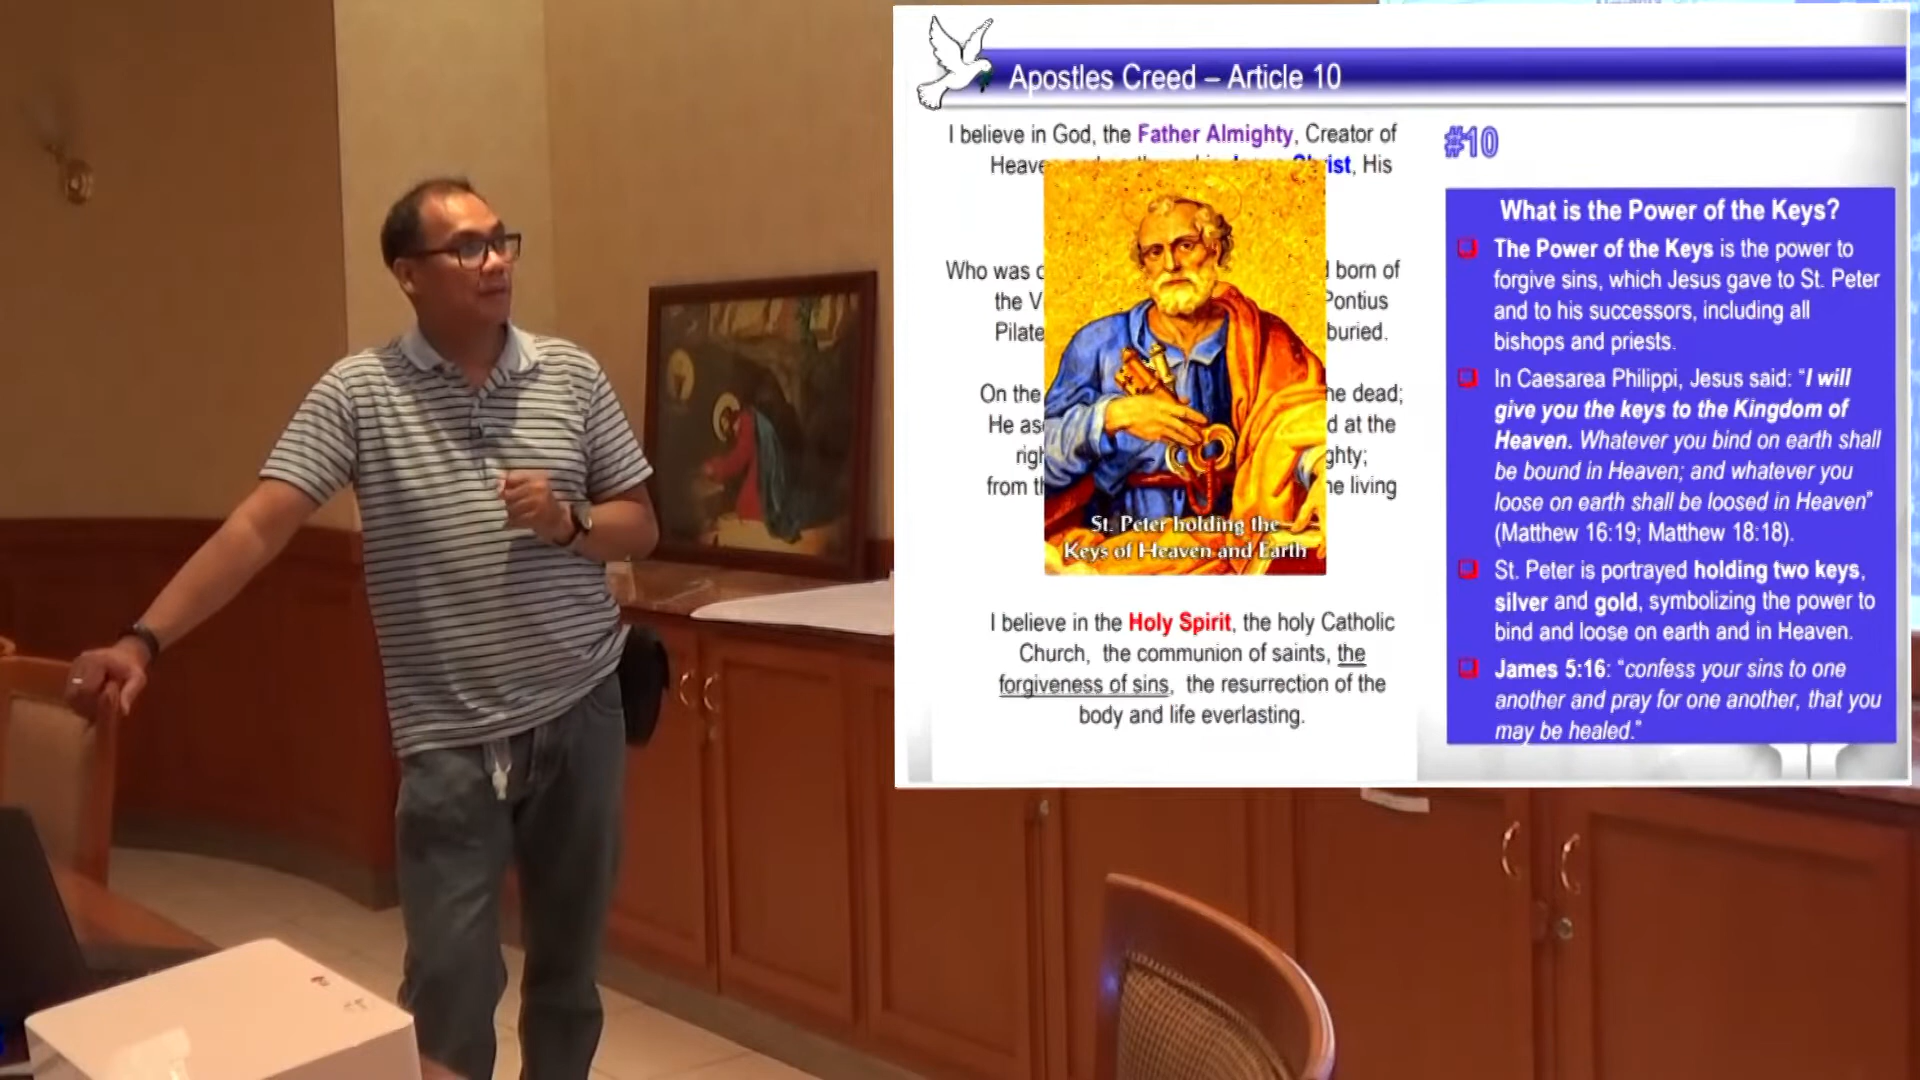 Apostles Creed – Article 10
I believe in God, the Father Almighty, Creator of
Heave
ist, His
Who was
born of
the V
Pontius
Pilate
buried.
On the
he dead;
He as
d at the
righ
ghty;
from th
he living
St. Peter holding the
Keys of Heaven and Earth
I believe in the Holy Spirit, the holy Catholic
Church, the communion of saints, the
forgiveness of sins, the resurrection of the
body and life everlasting.
#10
What is the Power of the Keys?
The Power of the Keys is the power to
forgive sins, which Jesus gave to St. Peter
and to his successors, including all
bishops and priests.
In Caesarea Philippi, Jesus said: “I will
give you the keys to the Kingdom of
Heaven. Whatever you bind on earth shall
be bound in Heaven; and whatever you
loose on earth shall be loosed in Heaven”
(Matthew 16:19; Matthew 18:18).
St. Peter is portrayed holding two keys,
silver and gold, symbolizing the power to
bind and loose on earth and in Heaven.
James 5:16: “confess your sins to one
another and pray for one another, that you
may be healed.”